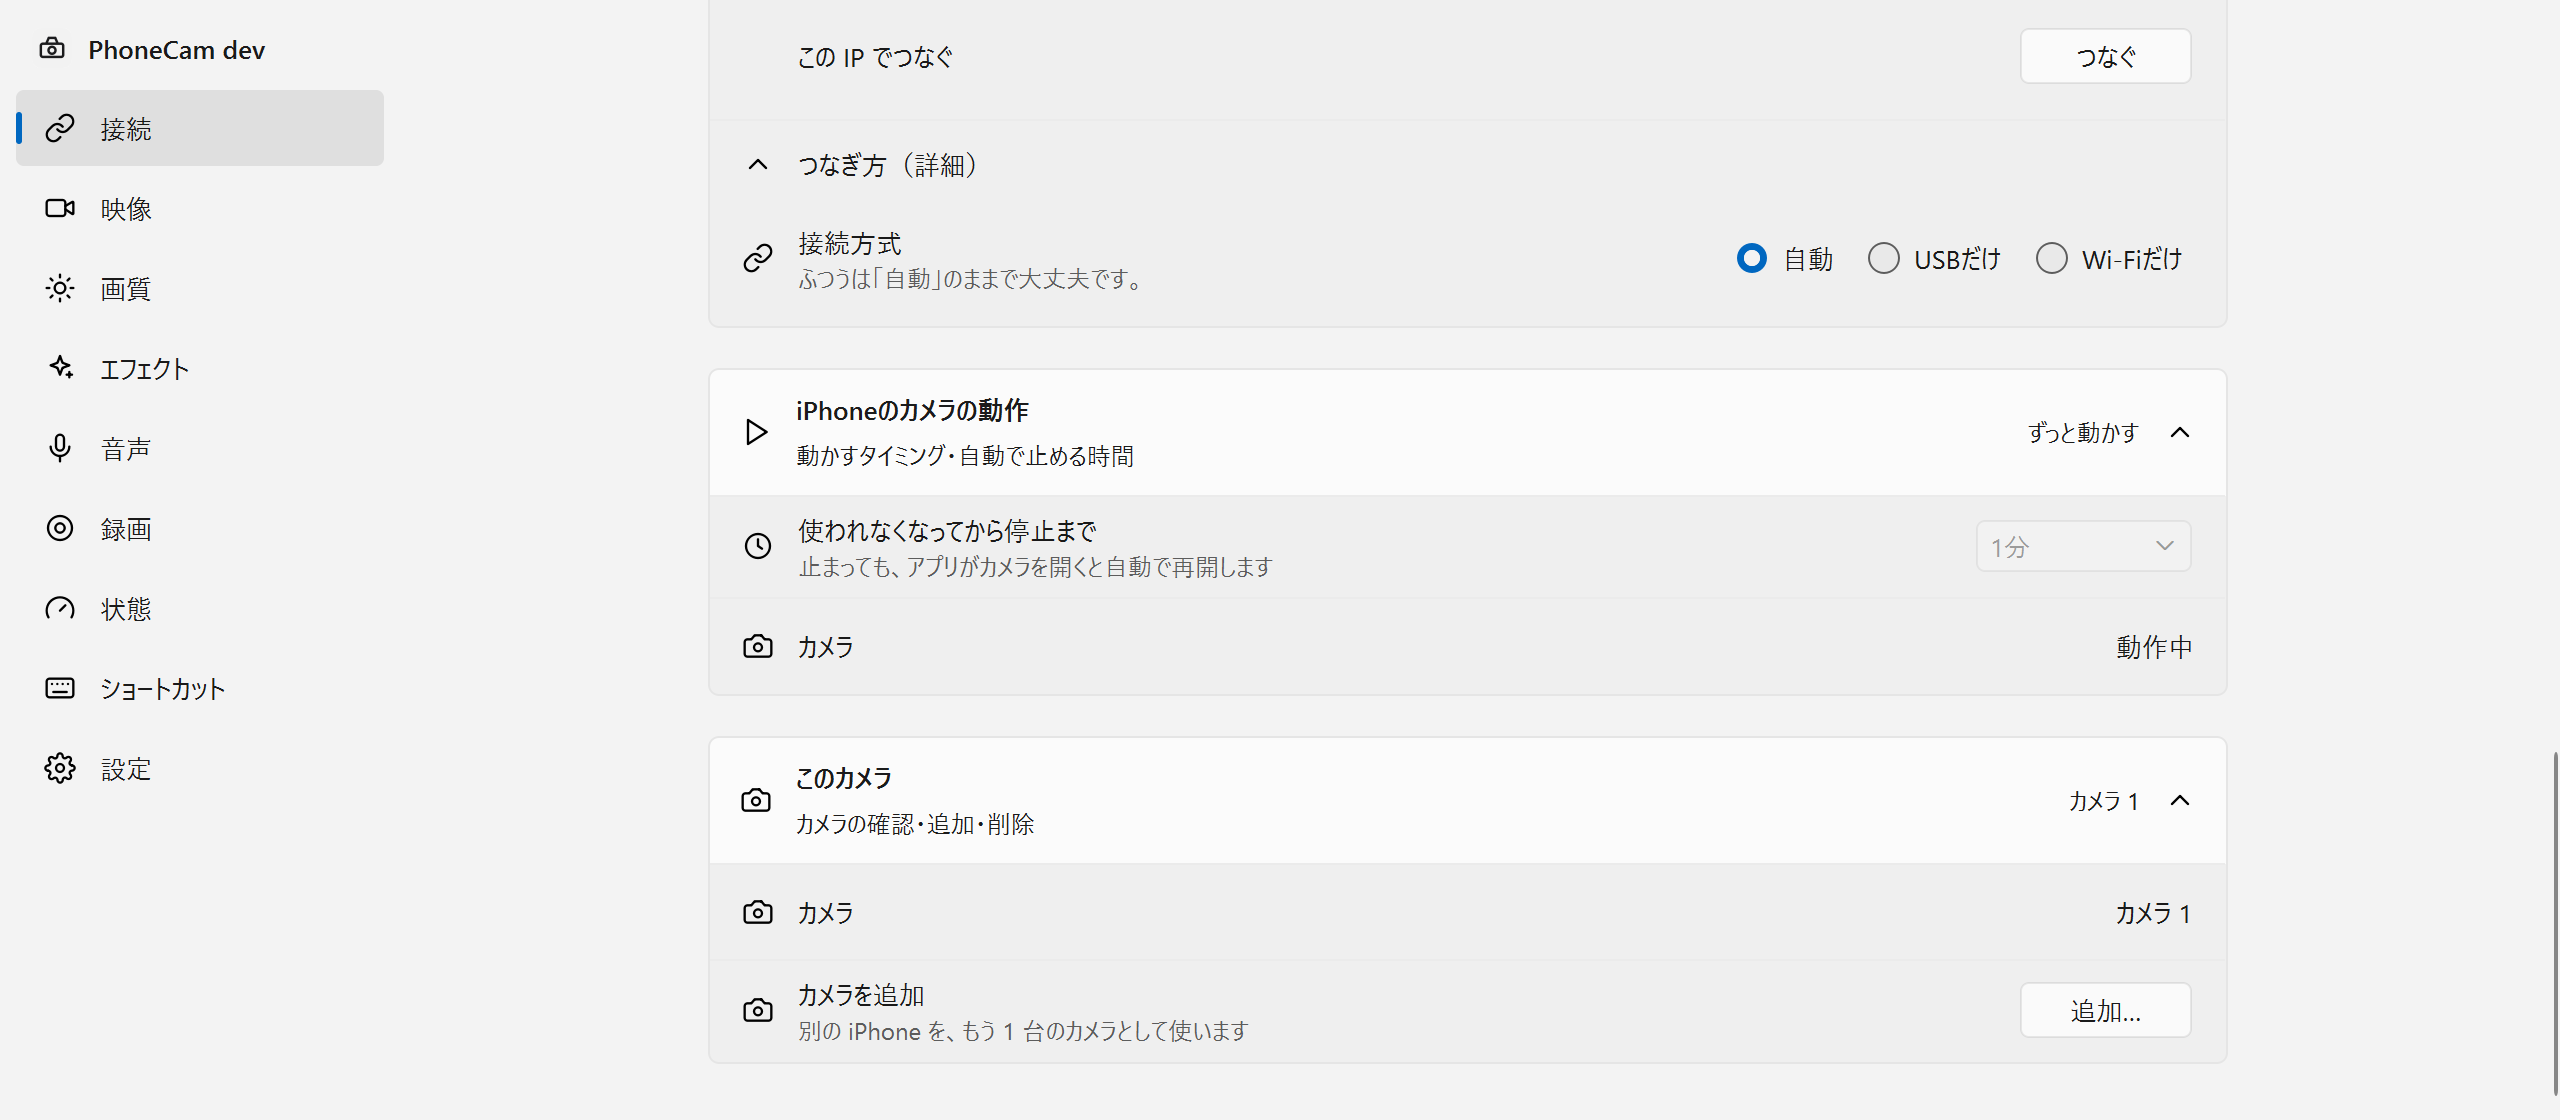 PhoneCam dev
接続
映像
画質
エフェクト
音声
録画
状態
ショートカット
設定
この IP でつなぐ
つなぐ
つなぎ方（詳細）
接続方式
ふつうは「自動」のままで大丈夫です。
自動
USBだけ
Wi-Fiだけ
iPhoneのカメラの動作
動かすタイミング・自動で止める時間
ずっと動かす
使われなくなってから停止まで
止まっても、アプリがカメラを開くと自動で再開します
1分
カメラ
動作中
このカメラ
カメラの確認・追加・削除
カメラ 1
カメラ
カメラ 1
カメラを追加
別の iPhone を、もう 1 台のカメラとして使います
追加...